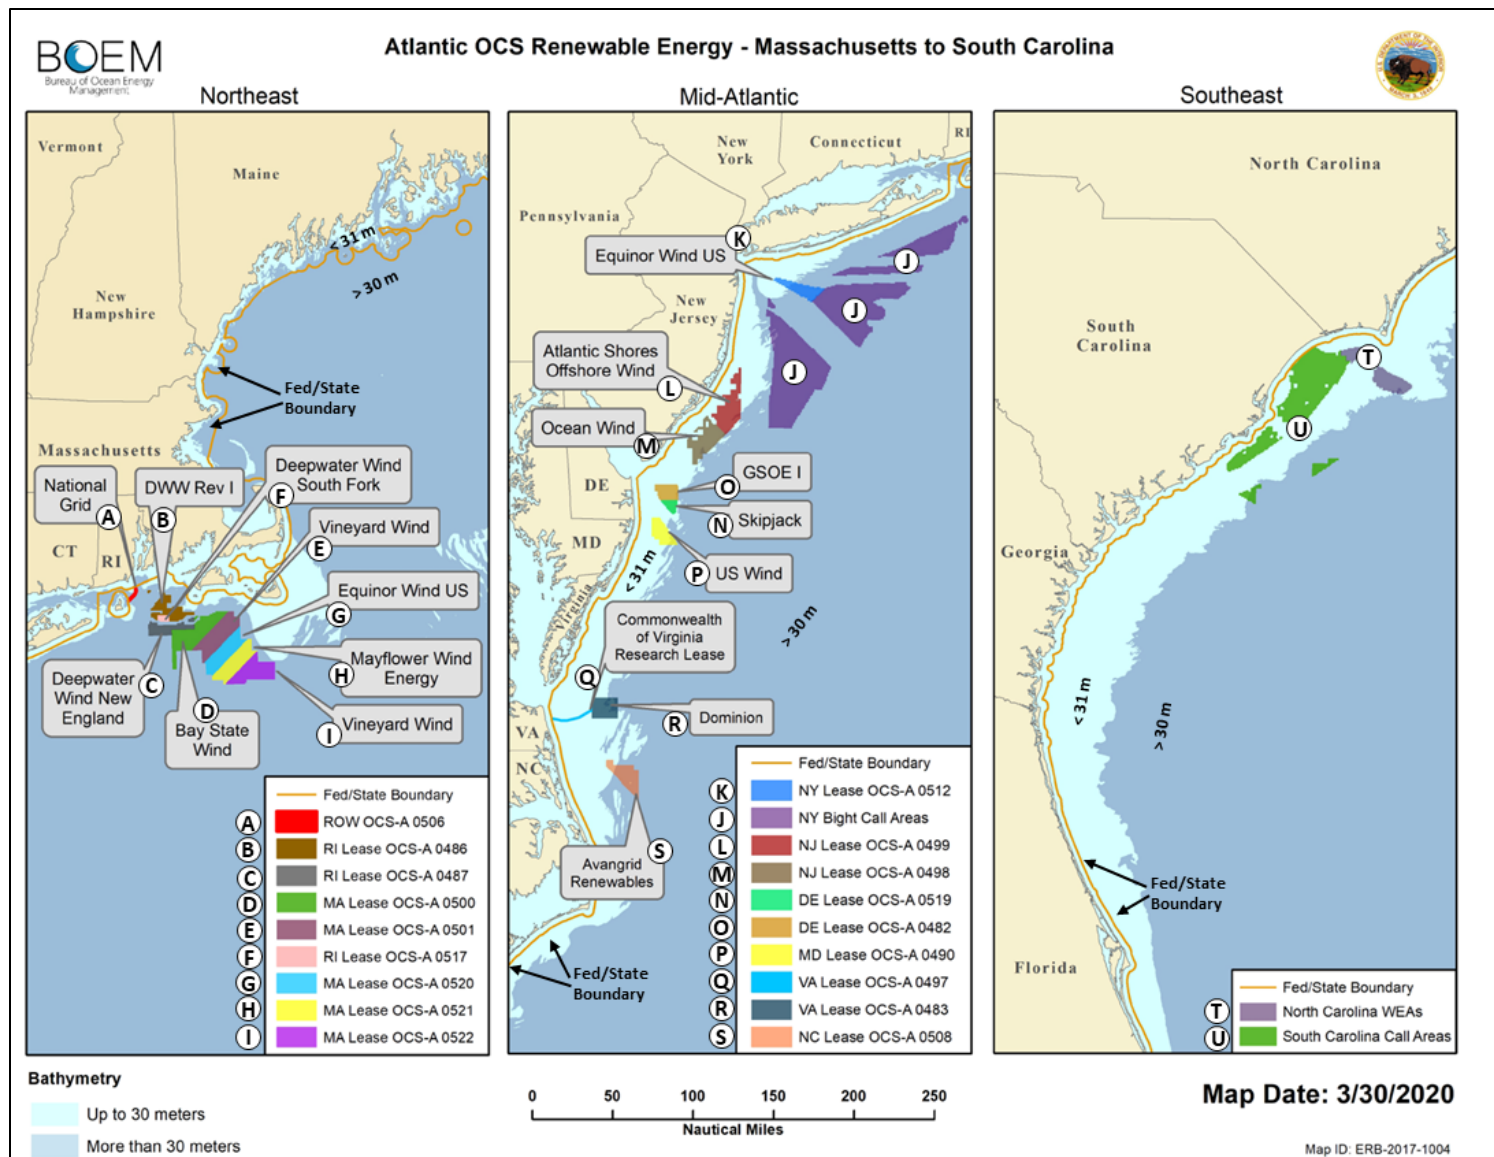 BOEM
Bureau of Ocean Energy
Management
Atlantic OCS Renewable Energy - Massachusetts to South Carolina
U.S. DEPARTMENT OF THE INTERIOR
MARCH 3, 1849
Northeast
Vermont
Maine
New
Hampshire
< 31 m
> 30 m
Fed/State
Boundary
Massachusetts
CT
RI
National
Grid
A
DWW Rev I
B
Deepwater Wind
South Fork
F
Vineyard Wind
E
Equinor Wind US
G
Mayflower Wind
Energy
H
Vineyard Wind
I
Bay State
Wind
D
Deepwater
Wind New
England
C
Fed/State Boundary
A ROW OCS-A 0506
B RI Lease OCS-A 0486
C RI Lease OCS-A 0487
D MA Lease OCS-A 0500
E MA Lease OCS-A 0501
F RI Lease OCS-A 0517
G MA Lease OCS-A 0520
H MA Lease OCS-A 0521
I MA Lease OCS-A 0522
Mid-Atlantic
New
York
Connecticut
RI
Pennsylvania
K
Equinor Wind US
J
J
J
New
Jersey
Atlantic Shores
Offshore Wind
L
Ocean Wind
M
DE
GSOE I
O
Skipjack
N
MD
US Wind
P
< 31 m
> 30 m
Virginia
Commonwealth
of Virginia
Research Lease
Q
Dominion
R
VA
NC
Avangrid
Renewables
S
Fed/State
Boundary
Fed/State Boundary
K NY Lease OCS-A 0512
J NY Bight Call Areas
L NJ Lease OCS-A 0499
M NJ Lease OCS-A 0498
N DE Lease OCS-A 0519
O DE Lease OCS-A 0482
P MD Lease OCS-A 0490
Q VA Lease OCS-A 0497
R VA Lease OCS-A 0483
S NC Lease OCS-A 0508
Southeast
North Carolina
South
Carolina
T
U
Georgia
< 31 m
> 30 m
Fed/State
Boundary
Florida
Fed/State Boundary
T North Carolina WEAs
U South Carolina Call Areas
Bathymetry
Up to 30 meters
More than 30 meters
0 50 100 150 200 250
Nautical Miles
Map Date: 3/30/2020
Map ID: ERB-2017-1004